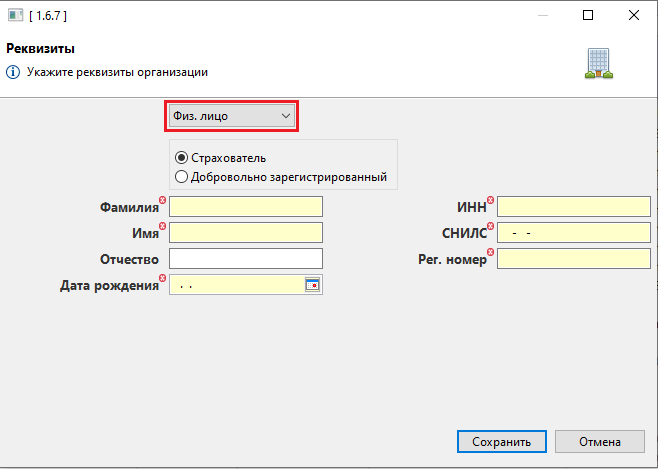 [ 1.6.7 ]
Реквизиты
Укажите реквизиты организации
Физ. лицо
Страхователь
Добровольно зарегистрированный
Фамилия
ИНН
Имя
СНИЛС - -
Отчество
Рег. номер
Дата рождения . .
Сохранить
Отмена